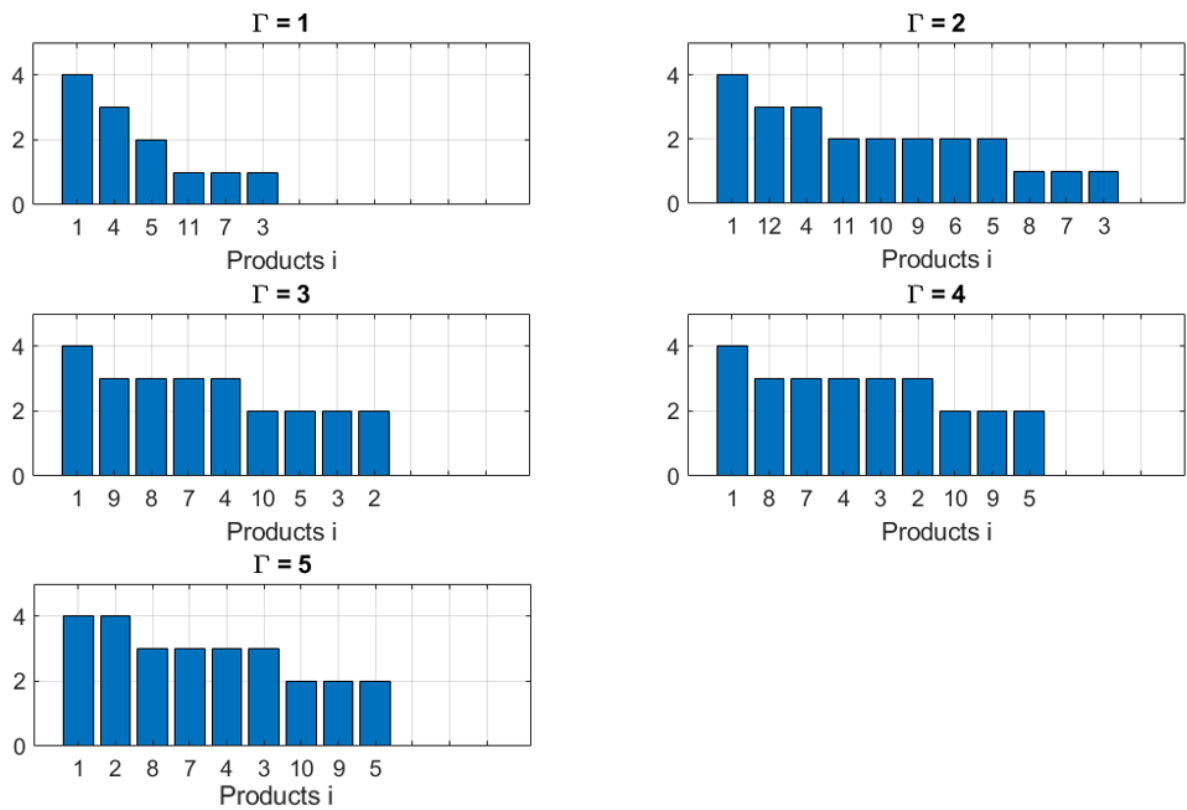 Γ = 1
4
2
0
1 4 5 11 7 3
Products i
Γ = 2
4
2
0
1 12 4 11 10 9 6 5 8 7 3
Products i
Γ = 3
4
2
0
1 9 8 7 4 10 5 3 2
Products i
Γ = 4
4
2
0
1 8 7 4 3 2 10 9 5
Products i
Γ = 5
4
2
0
1 2 8 7 4 3 10 9 5
Products i